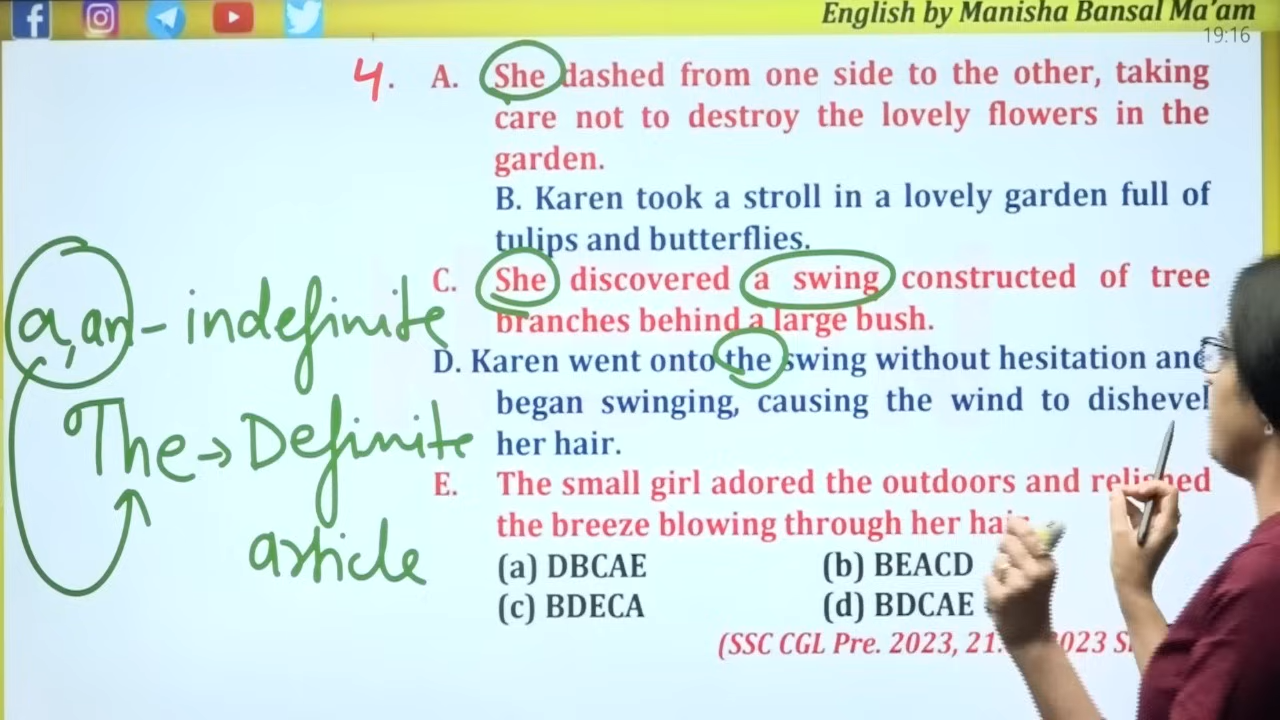 English by Manisha Bansal Ma'am
19:16
4. A. She dashed from one side to the other, taking
care not to destroy the lovely flowers in the
garden.
B. Karen took a stroll in a lovely garden full of
tulips and butterflies.
C. She discovered a swing constructed of tree
branches behind a large bush.
D. Karen went onto the swing without hesitation and
began swinging, causing the wind to dishevel
her hair.
E. The small girl adored the outdoors and relished
the breeze blowing through her hair.
(a) DBCAE (b) BEACD
(c) BDECA (d) BDCAE
(SSC CGL Pre. 2023, 21.
a, an - indefinite
The → Definite
article